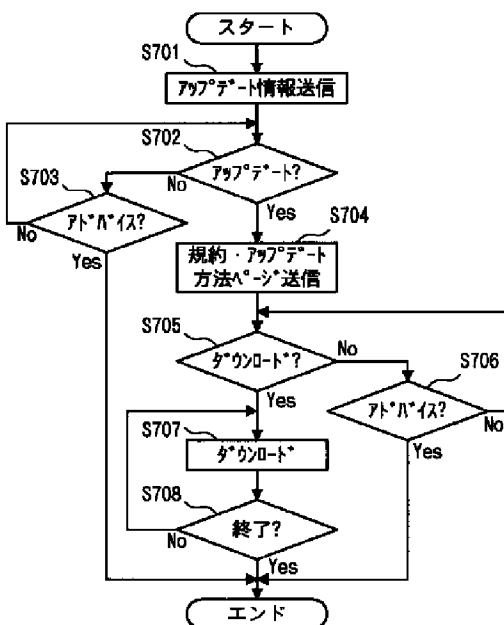 スタート
S701
アップデート情報送信
S702
アップデート?
No
Yes
S703
アドバイス?
No
Yes
S704
規約・アップデート
方法ページ送信
S705
ダウンロード?
No
Yes
S706
アドバイス?
No
Yes
S707
ダウンロード
S708
終了?
No
Yes
エンド